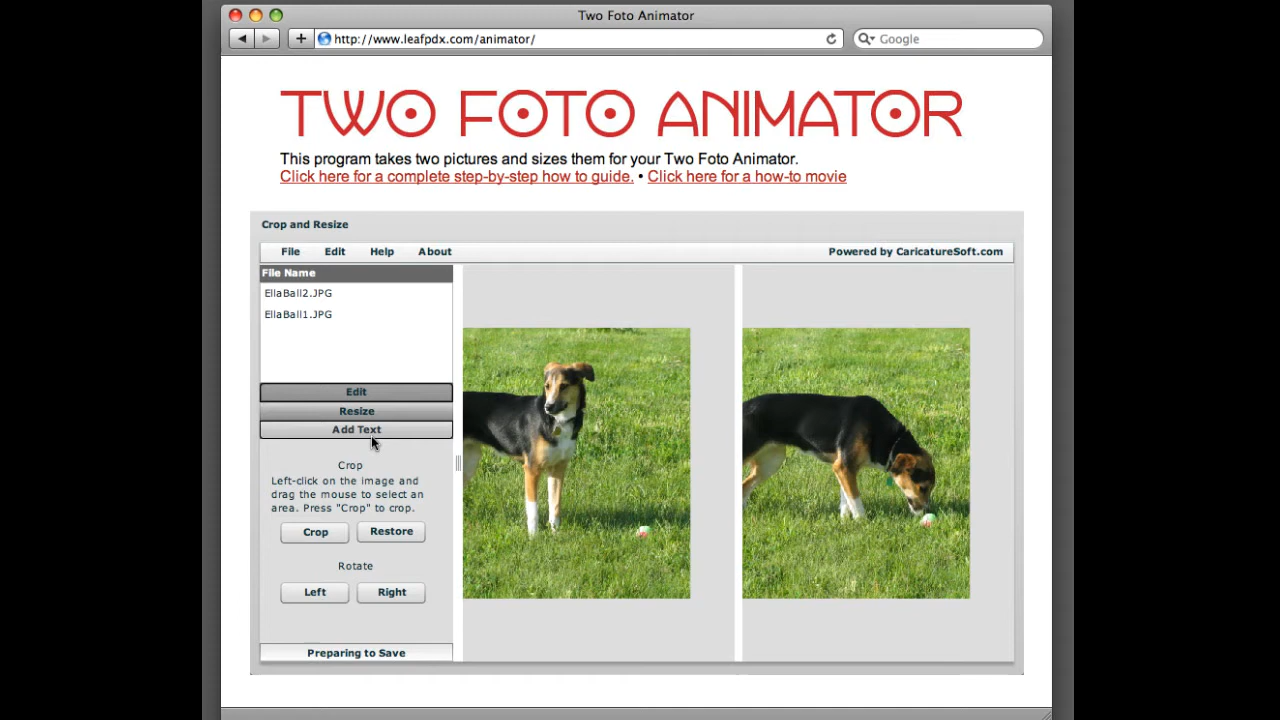 Two Foto Animator
http://www.leafpdx.com/animator/
Google
TWO FOTO ANIMATOR
This program takes two pictures and sizes them for your Two Foto Animator.
Click here for a complete step-by-step how to guide. • Click here for a how-to movie
Crop and Resize
File Edit Help About Powered by CaricatureSoft.com
File Name
EllaBall2.JPG
EllaBall1.JPG
Edit
Resize
Add Text
Crop
Left-click on the image and
drag the mouse to select an
area. Press "Crop" to crop.
Crop Restore
Rotate
Left Right
Preparing to Save